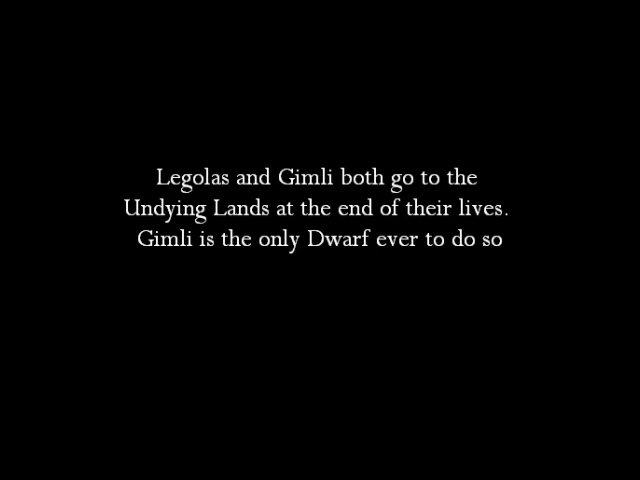 Legolas and Gimli both go to the
Undying Lands at the end of their lives.
Gimli is the only Dwarf ever to do so